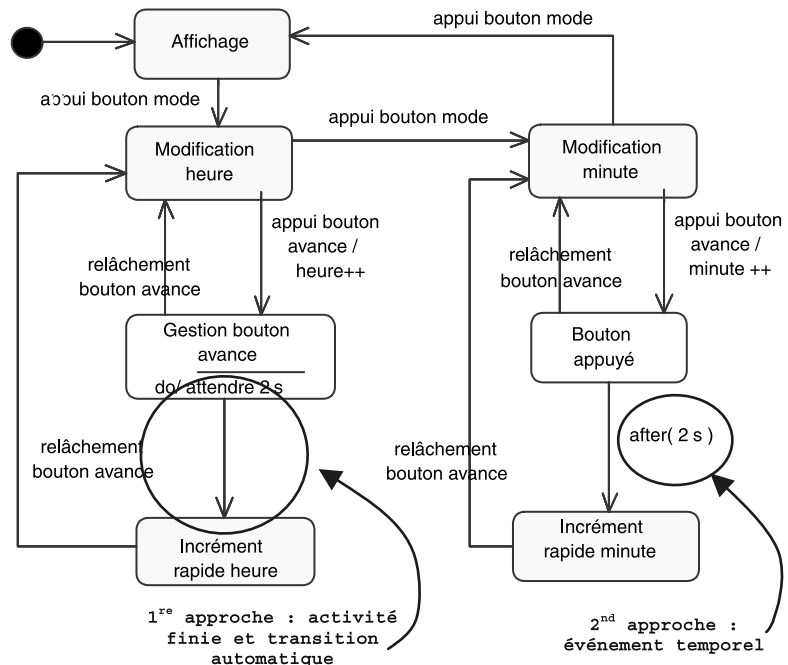 appui bouton mode
Affichage
appui bouton mode
appui bouton mode
Modification
heure
Modification
minute
appui bouton
avance /
heure++
relâchement
bouton avance
appui bouton
avance /
minute ++
relâchement
bouton avance
Gestion bouton
avance
do/ attendre 2 s
Bouton
appuyé
relâchement
bouton avance
after( 2 s )
relâchement
bouton avance
Incrément
rapide heure
Incrément
rapide minute
1re approche : activité
finie et transition
automatique
2nd approche :
événement temporel